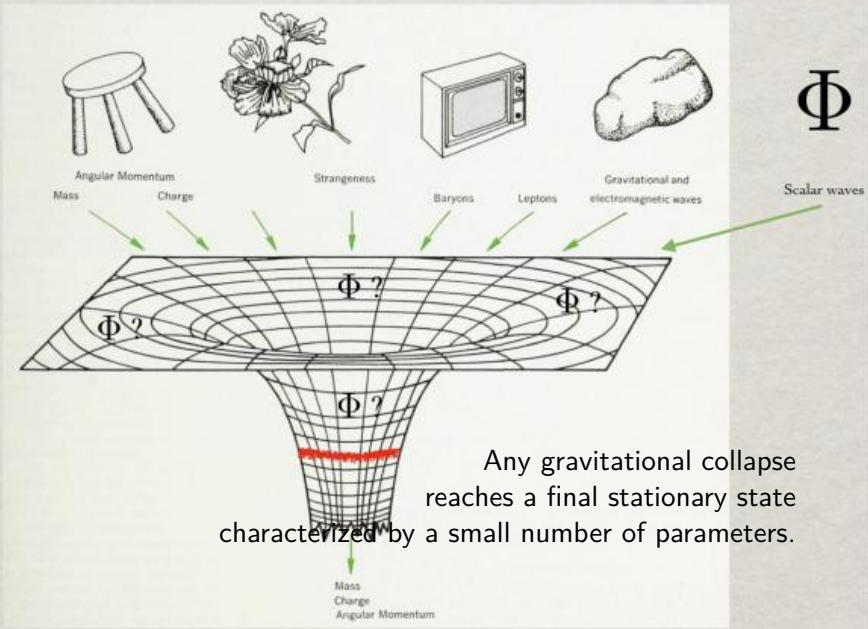 Φ
Angular Momentum
Strangeness
Gravitational and
electromagnetic waves
Mass
Charge
Baryons
Leptons
Scalar waves
Φ ?
Φ ?
Φ ?
Φ ?
Any gravitational collapse
reaches a final stationary state
characterized by a small number of parameters.
Mass
Charge
Angular Momentum